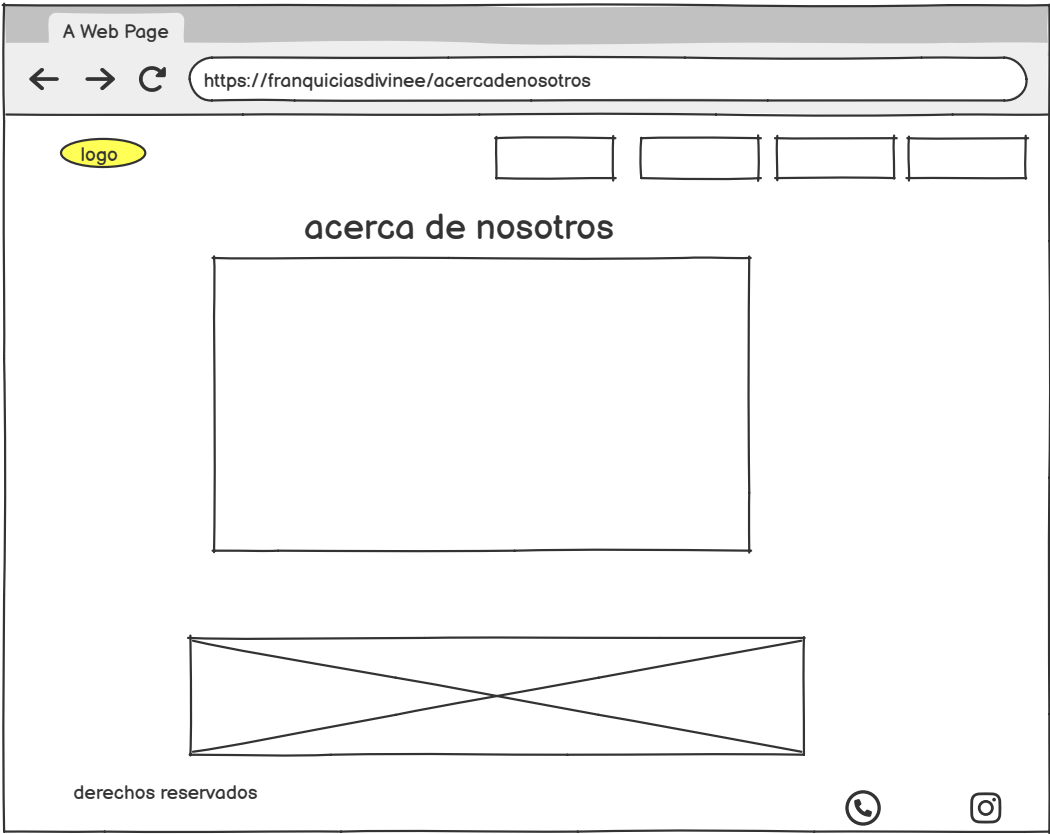 A Web Page
https://franquiciasdivinee/acercadenosotros
logo
acerca de nosotros
derechos reservados